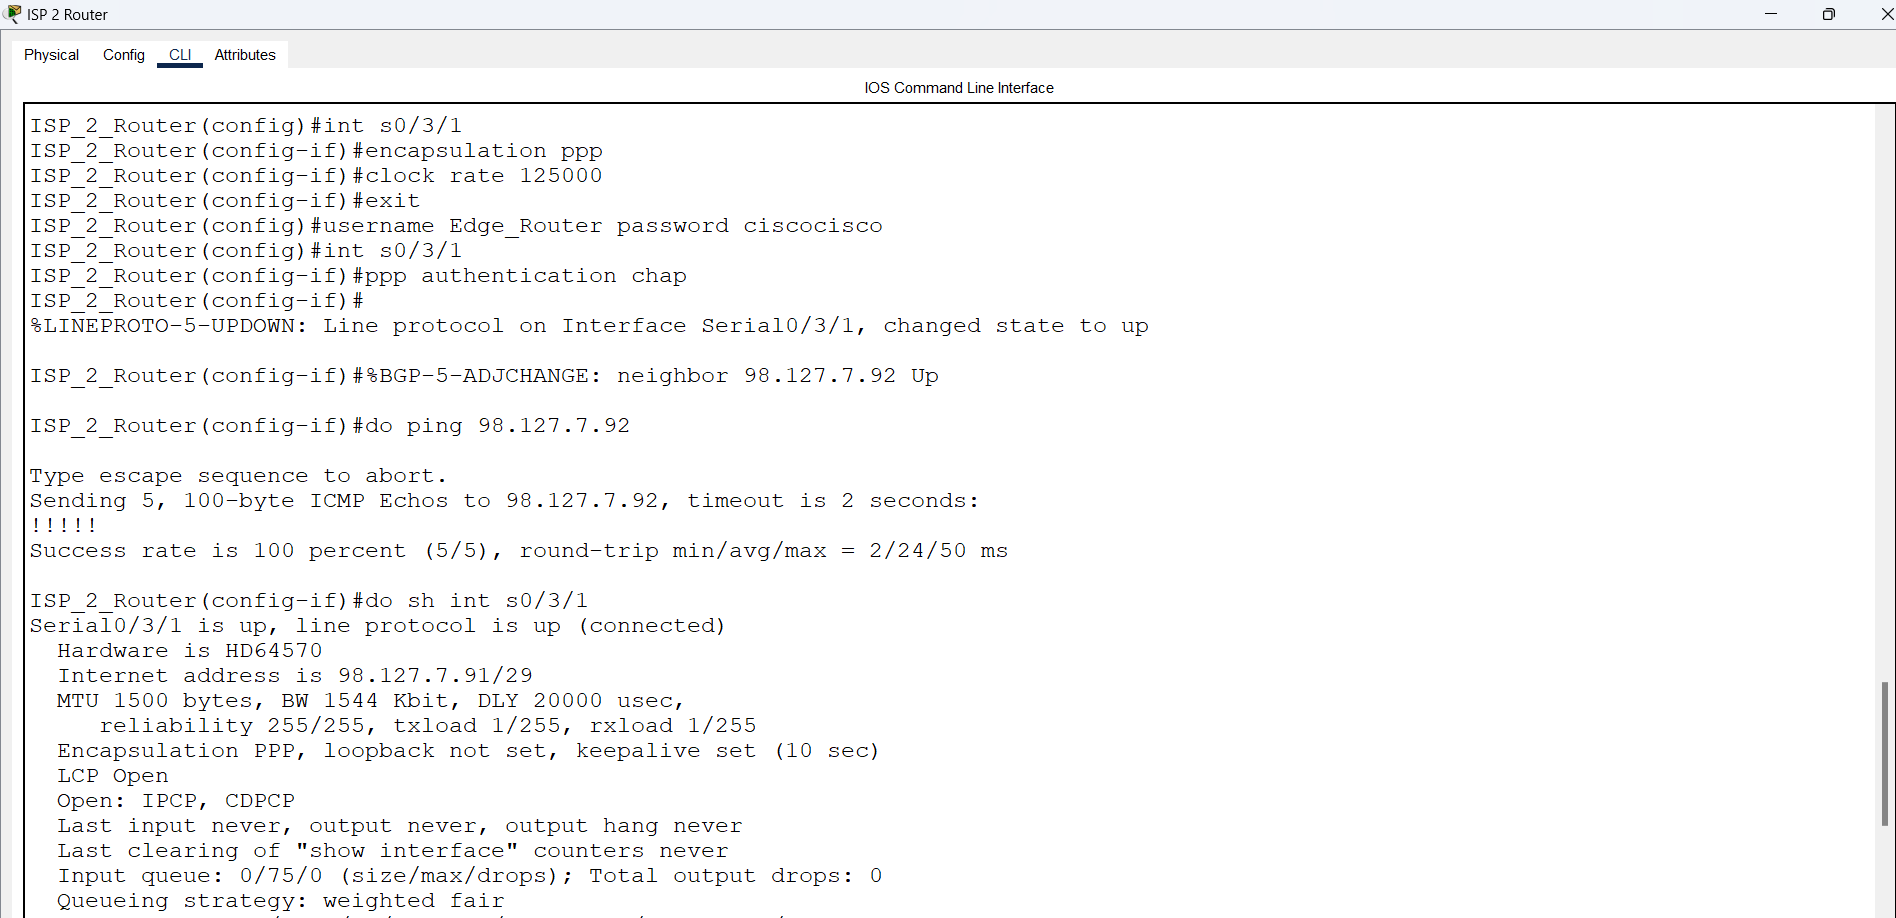 ISP 2 Router
Physical Config CLI Attributes
IOS Command Line Interface
ISP_2_Router(config)#int s0/3/1
ISP_2_Router(config-if)#encapsulation ppp
ISP_2_Router(config-if)#clock rate 125000
ISP_2_Router(config-if)#exit
ISP_2_Router(config)#username Edge_Router password ciscocisco
ISP_2_Router(config)#int s0/3/1
ISP_2_Router(config-if)#ppp authentication chap
ISP_2_Router(config-if)#
%LINEPROTO-5-UPDOWN: Line protocol on Interface Serial0/3/1, changed state to up
ISP_2_Router(config-if)#%BGP-5-ADJCHANGE: neighbor 98.127.7.92 Up
ISP_2_Router(config-if)#do ping 98.127.7.92
Type escape sequence to abort.
Sending 5, 100-byte ICMP Echos to 98.127.7.92, timeout is 2 seconds:
!!!!!
Success rate is 100 percent (5/5), round-trip min/avg/max = 2/24/50 ms
ISP_2_Router(config-if)#do sh int s0/3/1
Serial0/3/1 is up, line protocol is up (connected)
Hardware is HD64570
Internet address is 98.127.7.91/29
MTU 1500 bytes, BW 1544 Kbit, DLY 20000 usec,
reliability 255/255, txload 1/255, rxload 1/255
Encapsulation PPP, loopback not set, keepalive set (10 sec)
LCP Open
Open: IPCP, CDPCP
Last input never, output never, output hang never
Last clearing of "show interface" counters never
Input queue: 0/75/0 (size/max/drops); Total output drops: 0
Queueing strategy: weighted fair